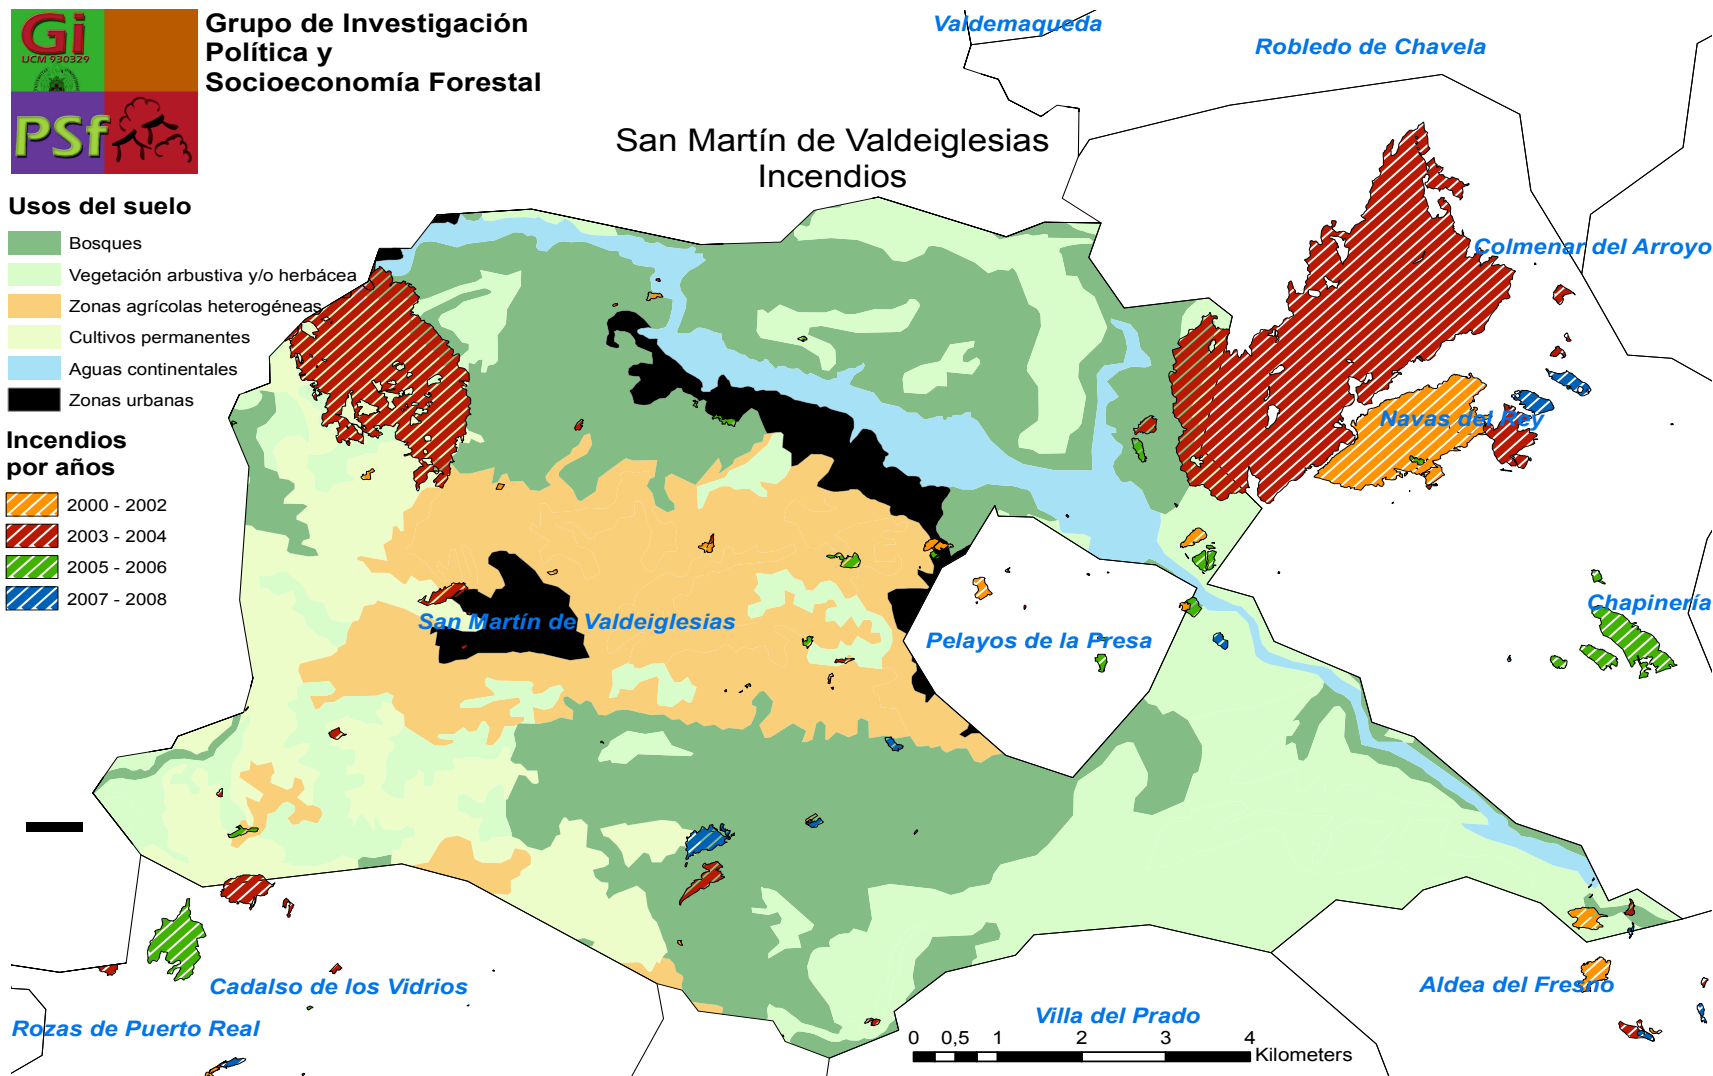 Gi
UCM 930329
PSf
Grupo de Investigación
Política y
Socioeconomía Forestal
San Martín de Valdeiglesias
Incendios
Usos del suelo
Bosques
Vegetación arbustiva y/o herbácea
Zonas agrícolas heterogéneas
Cultivos permanentes
Aguas continentales
Zonas urbanas
Incendios
por años
2000 - 2002
2003 - 2004
2005 - 2006
2007 - 2008
Valdemaqueda
Robledo de Chavela
Colmenar del Arroyo
Navas del Rey
Chapinería
San Martín de Valdeiglesias
Pelayos de la Presa
Cadalso de los Vidrios
Rozas de Puerto Real
Villa del Prado
Aldea del Fresno
0 0,5 1 2 3 4
Kilometers